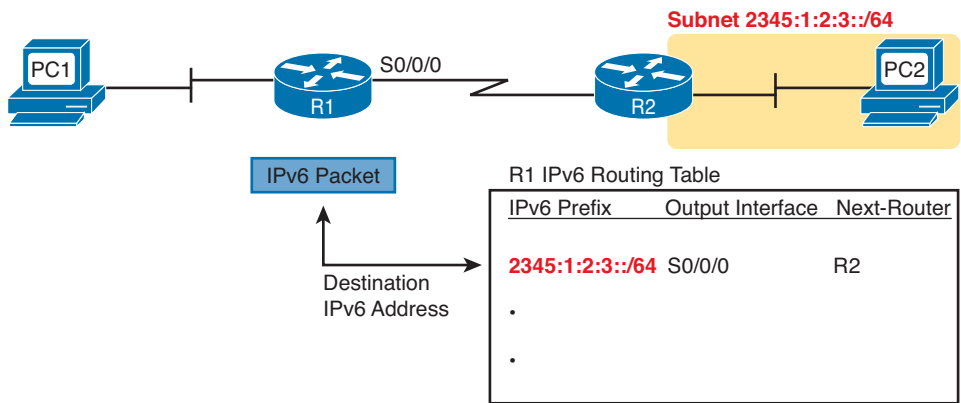 Subnet 2345:1:2:3::/64
PC1
R1
S0/0/0
R2
PC2
IPv6 Packet
Destination
IPv6 Address
R1 IPv6 Routing Table
IPv6 Prefix Output Interface Next-Router
2345:1:2:3::/64 S0/0/0 R2